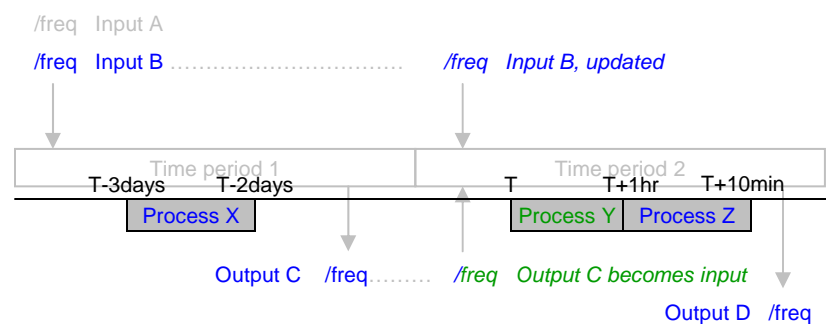 /freq Input A
/freq Input B ................................ /freq Input B, updated
Time period 1 Time period 2
T-3days T-2days T T+1hr T+10min
Process X Process Y Process Z
Output C /freq......... /freq Output C becomes input
Output D /freq